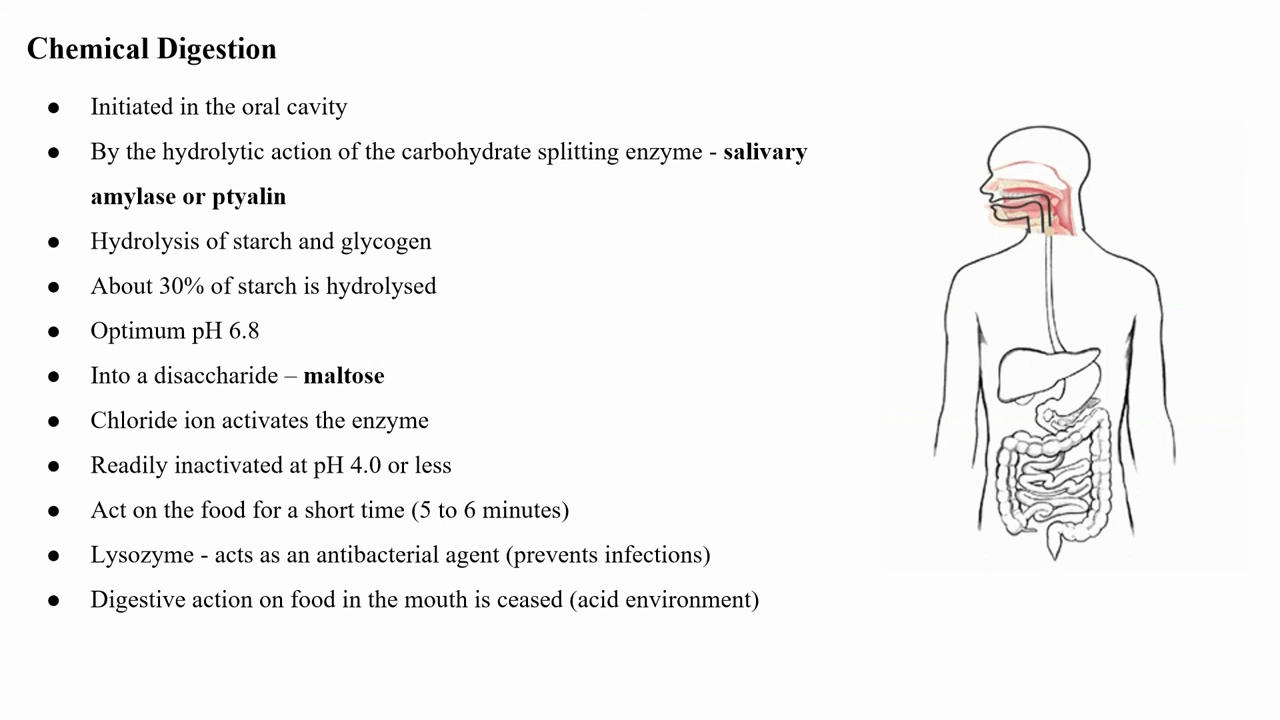 Chemical Digestion
● Initiated in the oral cavity
● By the hydrolytic action of the carbohydrate splitting enzyme - salivary
amylase or ptyalin
● Hydrolysis of starch and glycogen
● About 30% of starch is hydrolysed
● Optimum pH 6.8
● Into a disaccharide – maltose
● Chloride ion activates the enzyme
● Readily inactivated at pH 4.0 or less
● Act on the food for a short time (5 to 6 minutes)
● Lysozyme - acts as an antibacterial agent (prevents infections)
● Digestive action on food in the mouth is ceased (acid environment)